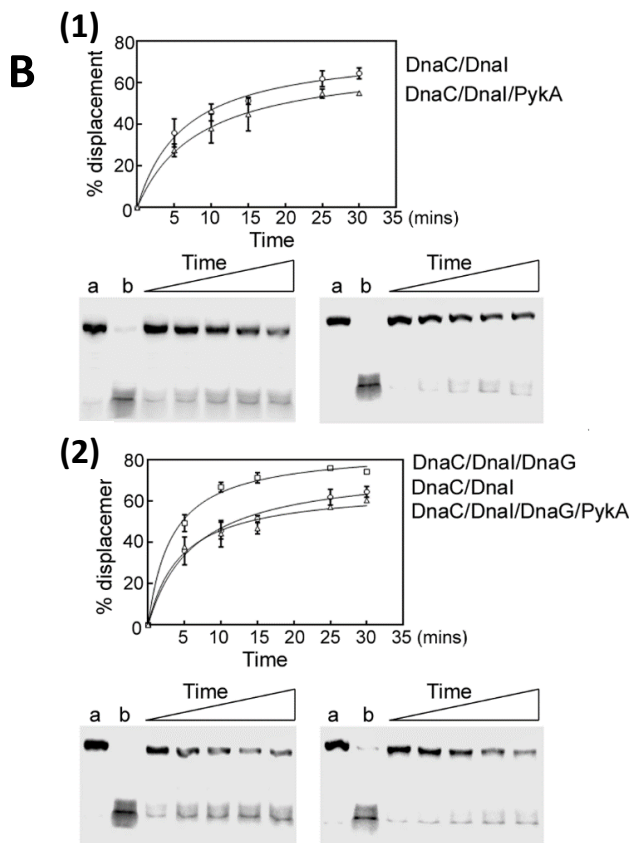 (1)
B
80
60
40
20
0
% displacement
DnaC/DnaI
DnaC/DnaI/PykA
5 10 15 20 25 30 35 (mins)
Time
Time Time
a b a
b
(2)
80
60
40
20
0
% displacemer
DnaC/DnaI/DnaG
DnaC/DnaI
DnaC/DnaI/DnaG/PykA
5 10 15 20 25 30 35 (mins)
Time
Time Time
a b a b